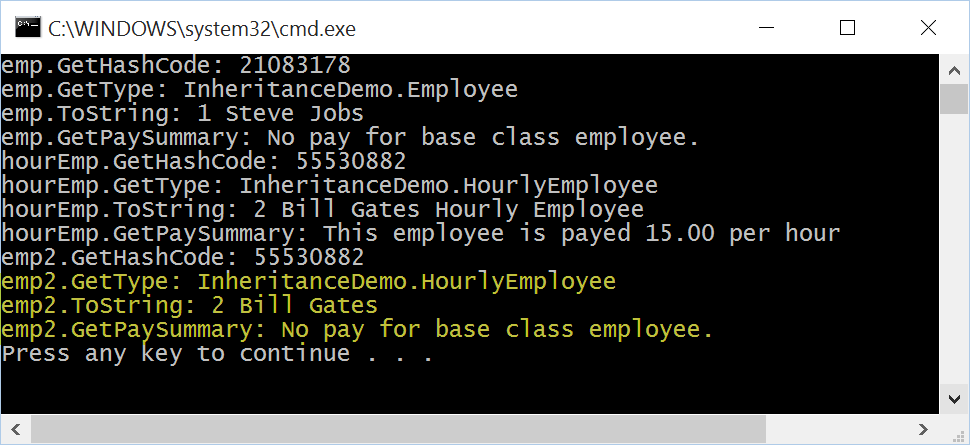 C:\WINDOWS\system32\cmd.exe
emp.GetHashCode: 21083178
emp.GetType: InheritanceDemo.Employee
emp.ToString: 1 Steve Jobs
emp.GetPaySummary: No pay for base class employee.
hourEmp.GetHashCode: 55530882
hourEmp.GetType: InheritanceDemo.HourlyEmployee
hourEmp.ToString: 2 Bill Gates Hourly Employee
hourEmp.GetPaySummary: This employee is payed 15.00 per hour
emp2.GetHashCode: 55530882
emp2.GetType: InheritanceDemo.HourlyEmployee
emp2.ToString: 2 Bill Gates
emp2.GetPaySummary: No pay for base class employee.
Press any key to continue . . .